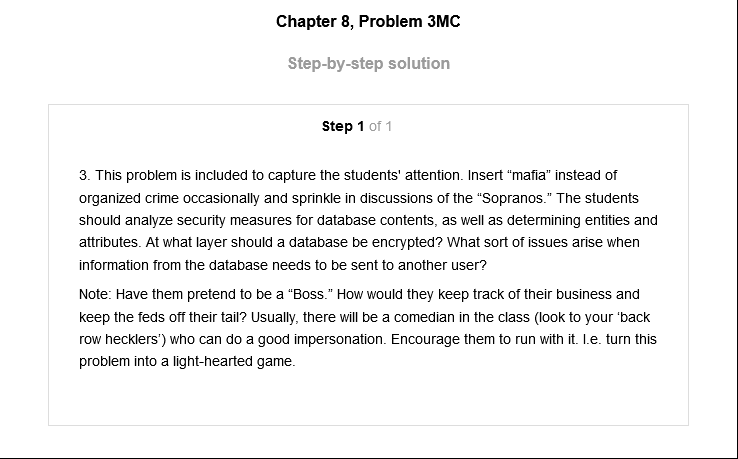 Chapter 8, Problem 3MC
Step-by-step solution
Step 1 of 1
3. This problem is included to capture the students' attention. Insert “mafia” instead of
organized crime occasionally and sprinkle in discussions of the “Sopranos.” The students
should analyze security measures for database contents, as well as determining entities and
attributes. At what layer should a database be encrypted? What sort of issues arise when
information from the database needs to be sent to another user?
Note: Have them pretend to be a “Boss.” How would they keep track of their business and
keep the feds off their tail? Usually, there will be a comedian in the class (look to your ‘back
row hecklers’) who can do a good impersonation. Encourage them to run with it. I.e. turn this
problem into a light-hearted game.